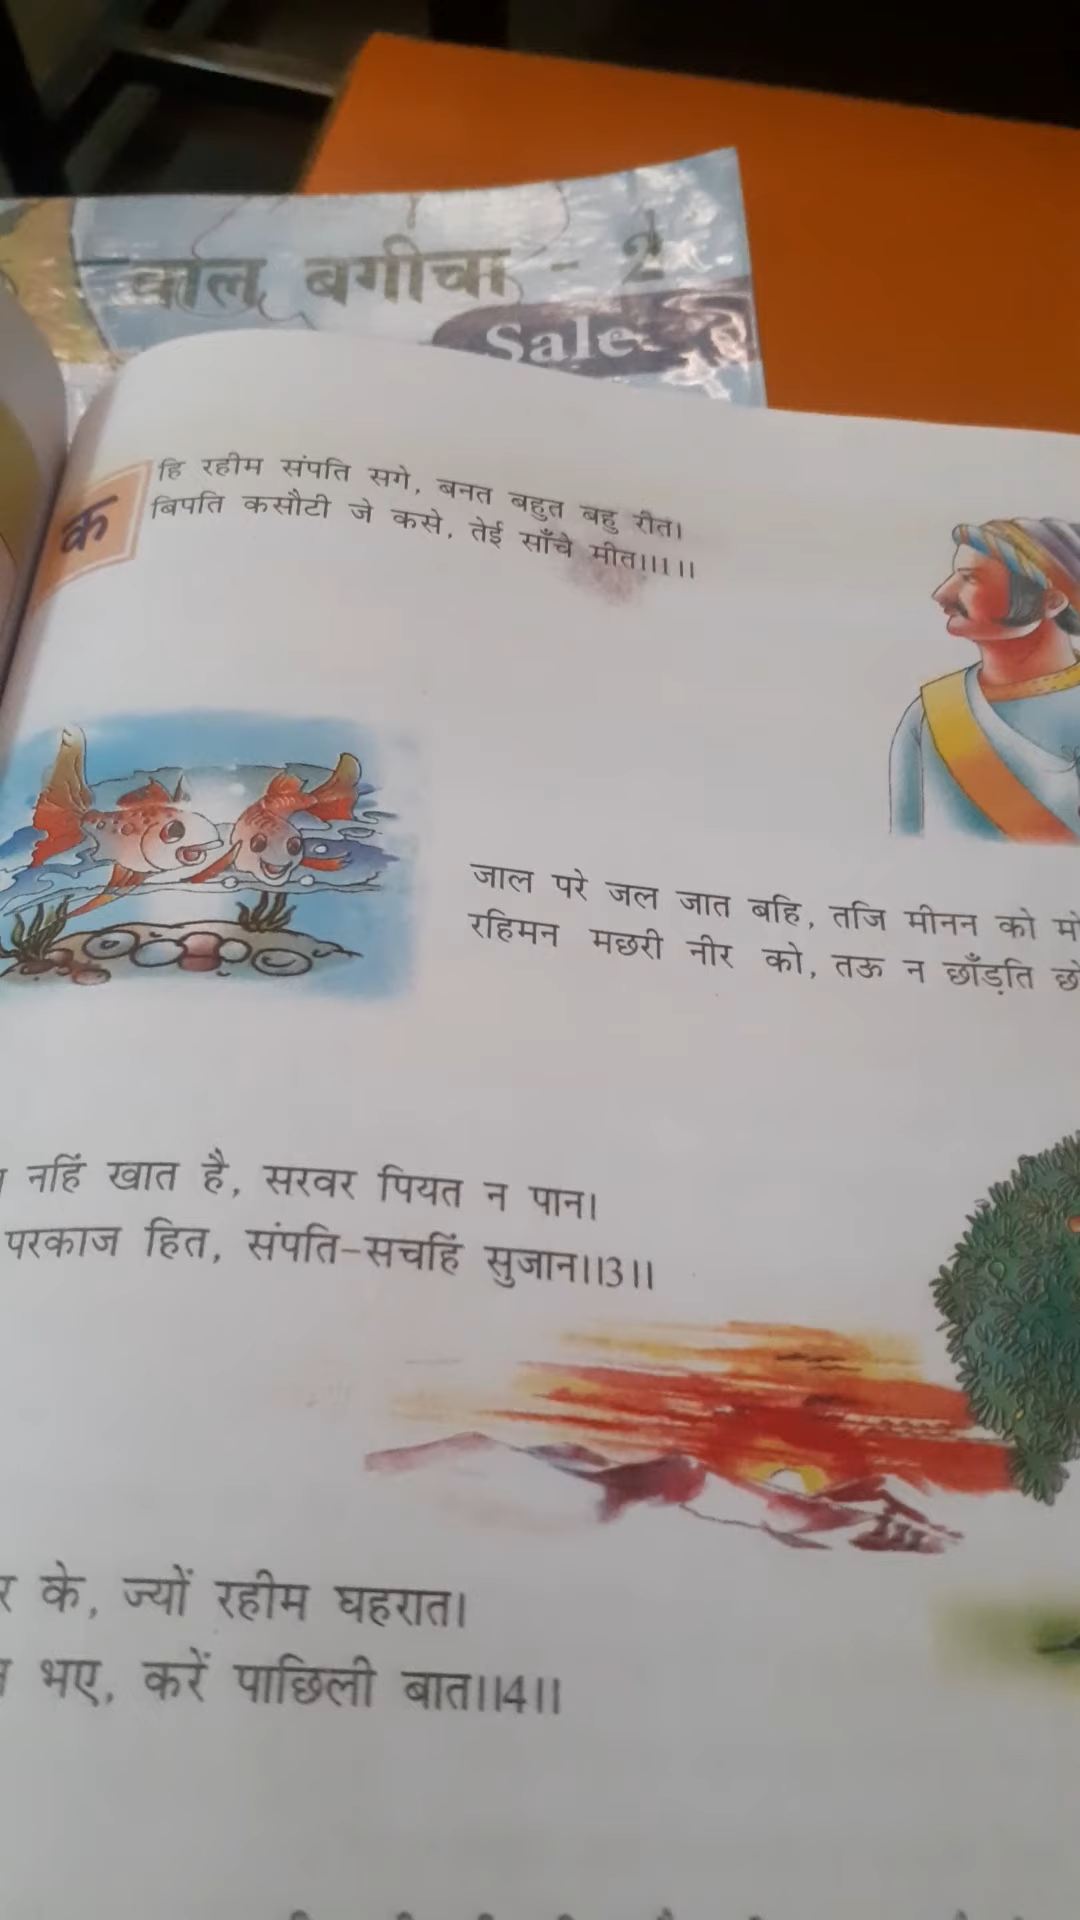 बाल बगीचा - 2
Sale
कहि रहीम संपति सगे, बनत बहुत बहु रीत।
बिपति कसौटी जे कसे, तेई साँचे मीत।।1।।
जाल परे जल जात बहि, तजि मीनन को
रहिमन मछरी नीर को, तऊ न छाँड़ति
नहिं खात है, सरवर पियत न पान।
परकाज हित, संपति-सचहिं सुजान।।3।।
के, ज्यों रहीम घहरात।
भए, करें पाछिली बात।।4।।